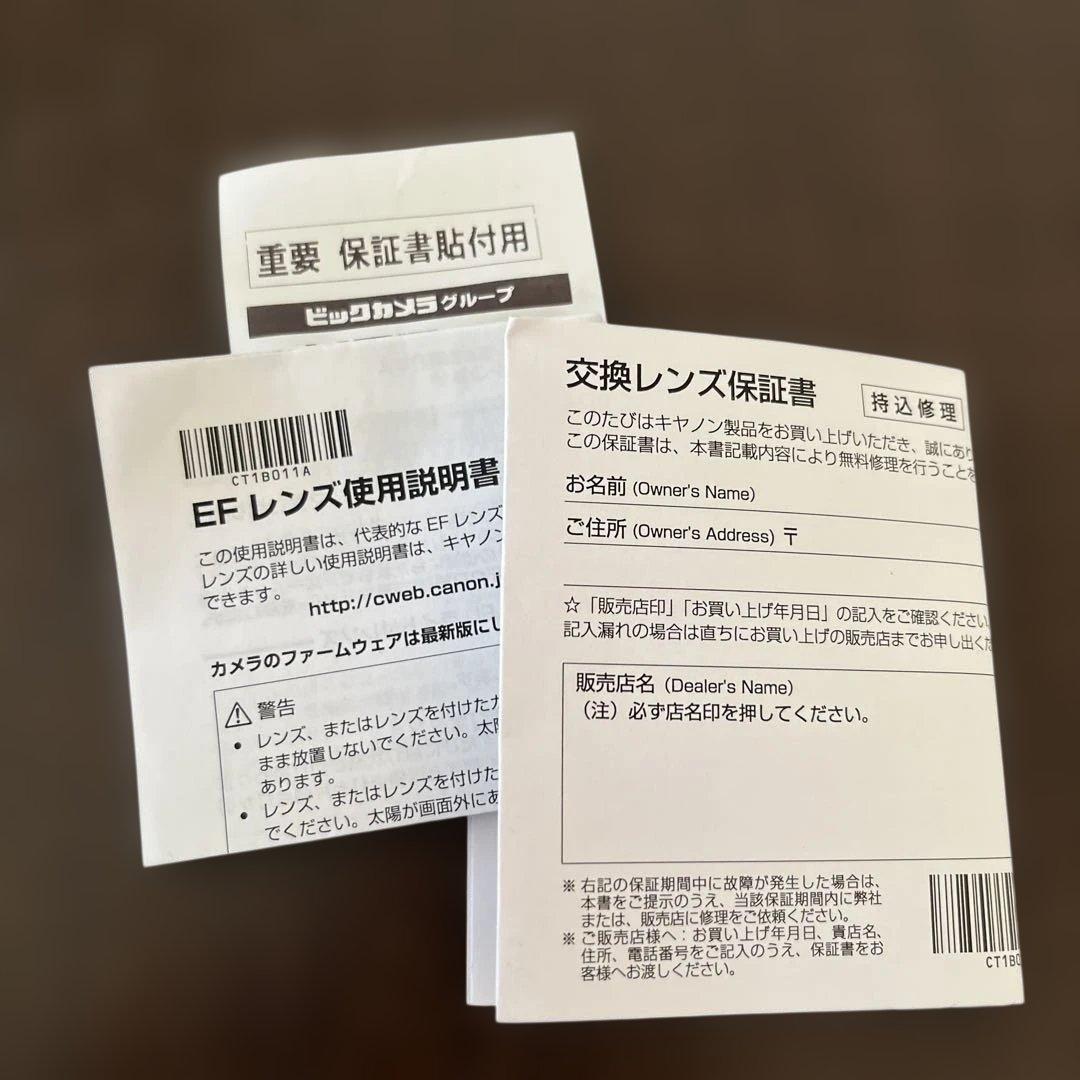 重要 保証書貼付用
ビックカメラグループ
CT1B011A
EF レンズ使用説明書
この使用説明書は、代表的な EF レンズ
レンズの詳しい使用説明書は、キヤノン
できます。
http://cweb.canon.j
カメラのファームウェアは最新版にし
警告
• レンズ、またはレンズを付けたカ
まま放置しないでください。太陽
あります。
• レンズ、またはレンズを付けた
でください。太陽が画面外にあ
交換レンズ保証書
持込修理
このたびはキヤノン製品をお買い上げいただき、誠にあり
この保証書は、本書記載内容により無料修理を行うことを
お名前 (Owner's Name)
ご住所 (Owner's Address) 〒
☆「販売店印」「お買い上げ年月日」の記入をご確認ください。
記入漏れの場合は直ちにお買い上げの販売店までお申し出くだ
販売店名（Dealer's Name）
（注）必ず店名印を押してください。
※ 右記の保証期間中に故障が発生した場合は、
本書をご提示のうえ、当該保証期間内に弊社
または、販売店に修理をご依頼ください。
※ ご販売店様へ：お買い上げ年月日、貴店名、
住所、電話番号をご記入のうえ、保証書をお
客様へお渡しください。
CT1B0